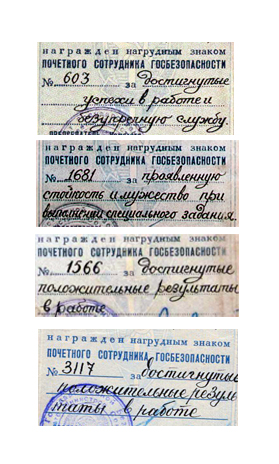 награжден нагрудным знаком
ПОЧЕТНОГО СОТРУДНИКА ГОСБЕЗОПАСНОСТИ
№ 603 за достигнутые
успехи в работе и
безупречную службу.
награжден нагрудным знаком
ПОЧЕТНОГО СОТРУДНИКА ГОСБЕЗОПАСНОСТИ
№ 1681 за проявленную
стойкость и мужество при
выполнении специального задания.
награжден нагрудным знаком
ПОЧЕТНОГО СОТРУДНИКА ГОСБЕЗОПАСНОСТИ
№ 1566 за достигнутые
положительные результаты
в работе
награжден нагрудным знаком
ПОЧЕТНОГО СОТРУДНИКА ГОСБЕЗОПАСНОСТИ
№ 3117 за достигнутые
положительные резуль
таты в работе